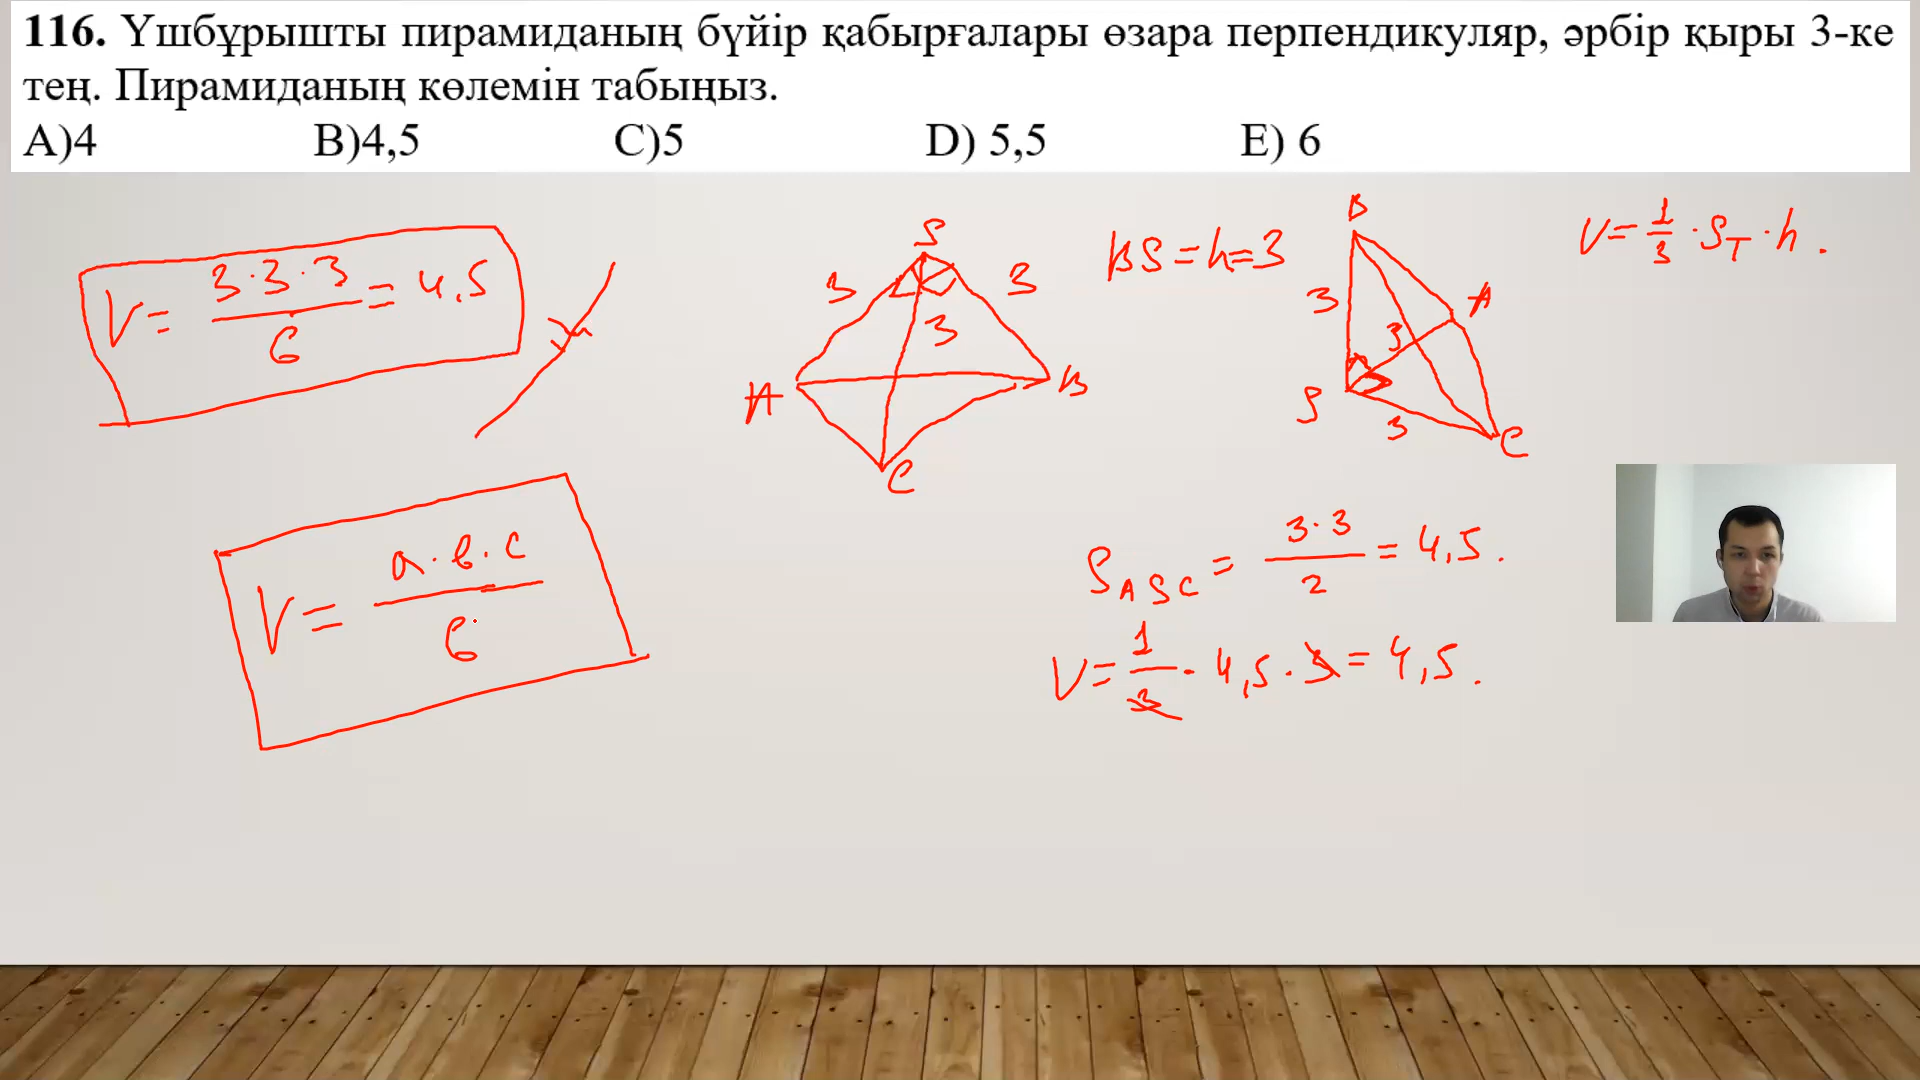 116. Үшбұрышты пирамиданың бүйір қабырғалары өзара перпендикуляр, әрбір қыры 3-ке
тең. Пирамиданың көлемін табыңыз.
A)4 B)4,5 C)5 D) 5,5 E) 6
V = 3·3·3/6 = 4,5
S
3 3
3
A B
C
BS = h = 3
B
3 A
3
S
3
C
V = 1/3 · Sт · h .
V = a·b·c/6
S ASC = 3·3/2 = 4,5 .
V = 1/3 · 4,5 · 3 = 4,5 .